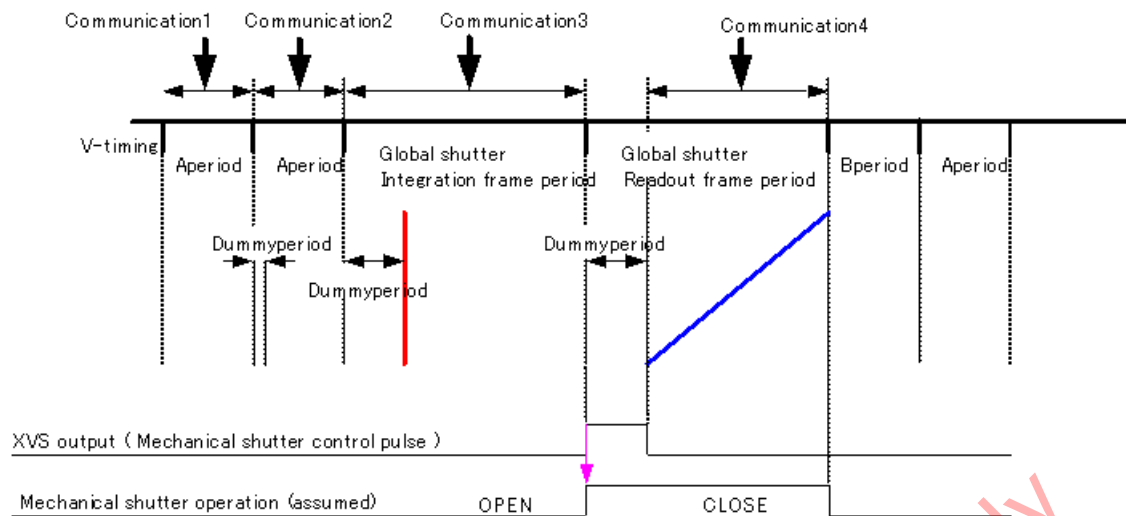 Communication1
Communication2
Communication3
Communication4
V-timing
Aperiod
Aperiod
Global shutter
Integration frame period
Global shutter
Readout frame period
Bperiod
Aperiod
Dummyperiod
Dummyperiod
Dummyperiod
XVS output ( Mechanical shutter control pulse )
Mechanical shutter operation (assumed)
OPEN
CLOSE